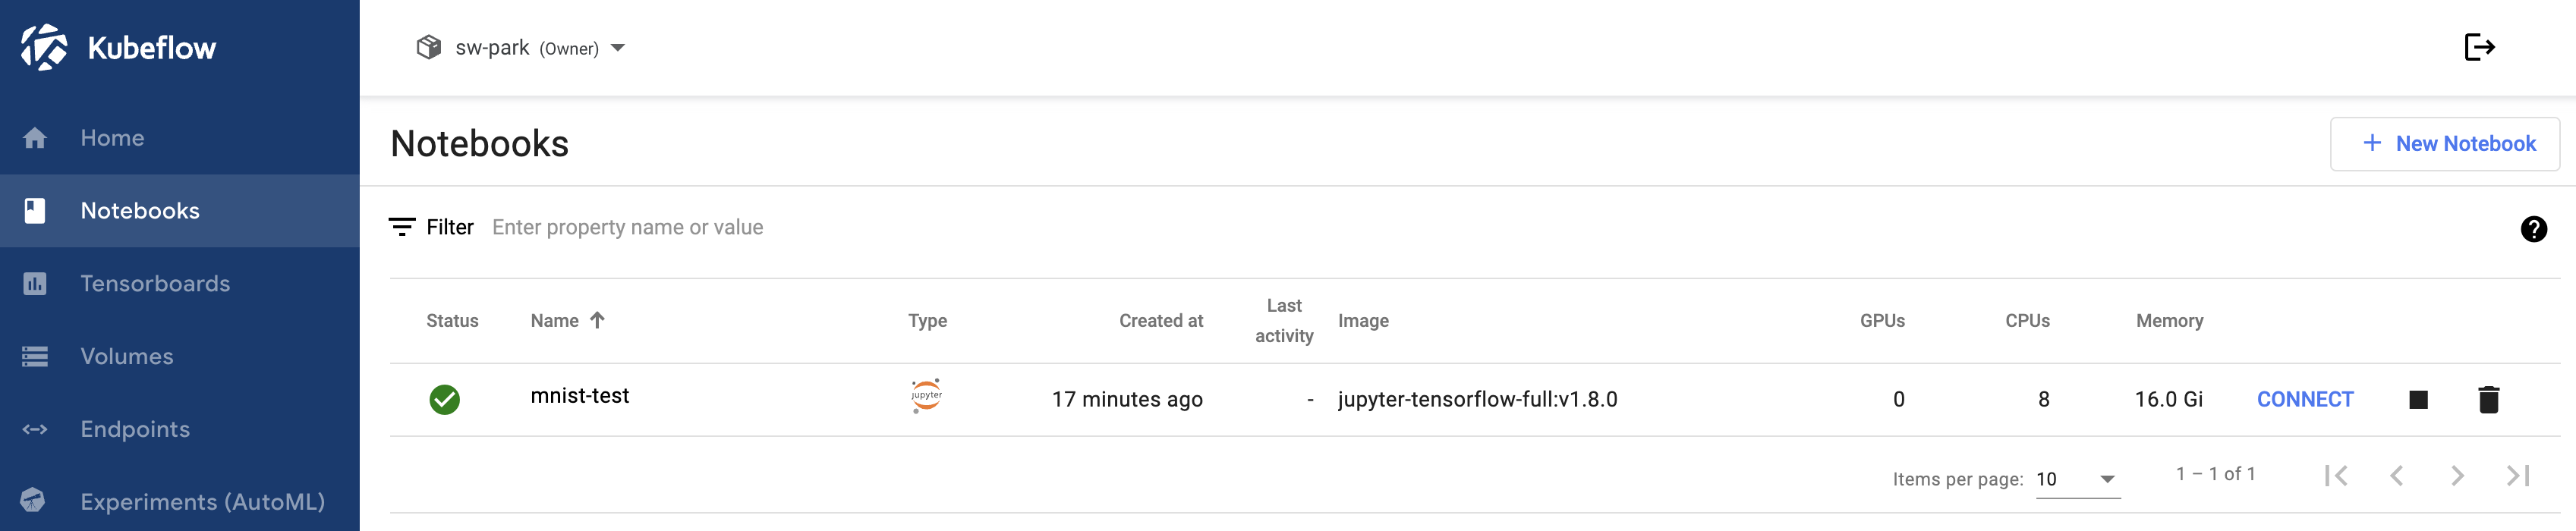 Kubeflow
sw-park (Owner)
Home
Notebooks
Tensorboards
Volumes
Endpoints
Experiments (AutoML)
Notebooks
+ New Notebook
Filter Enter property name or value
?
Status Name Type Created at Last activity Image GPUs CPUs Memory
mnist-test jupyter 17 minutes ago - jupyter-tensorflow-full:v1.8.0 0 8 16.0 Gi CONNECT
Items per page: 10 1 – 1 of 1